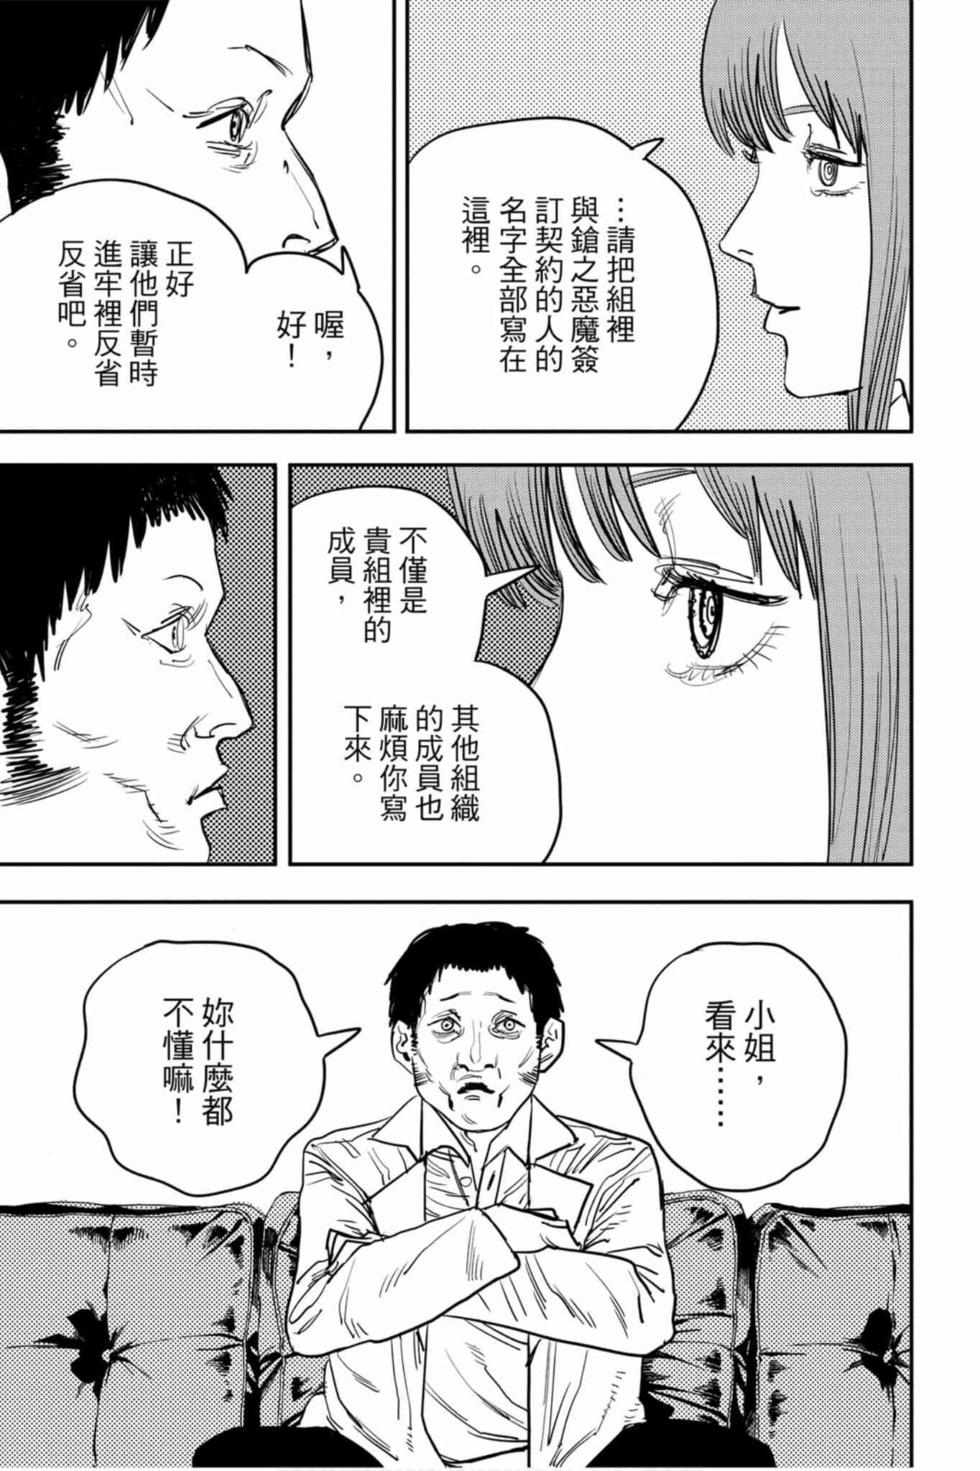 …請把組裡
與鎗之惡魔簽
訂契約的人的
名字全部寫在
這裡。
喔，
好！
正好
讓他們暫時
進牢裡反省
反省吧。
不僅是
貴組裡的
成員，
其他組織
的成員也
麻煩你寫
下來。
小姐，
看來……
妳什麼都
不懂嘛！